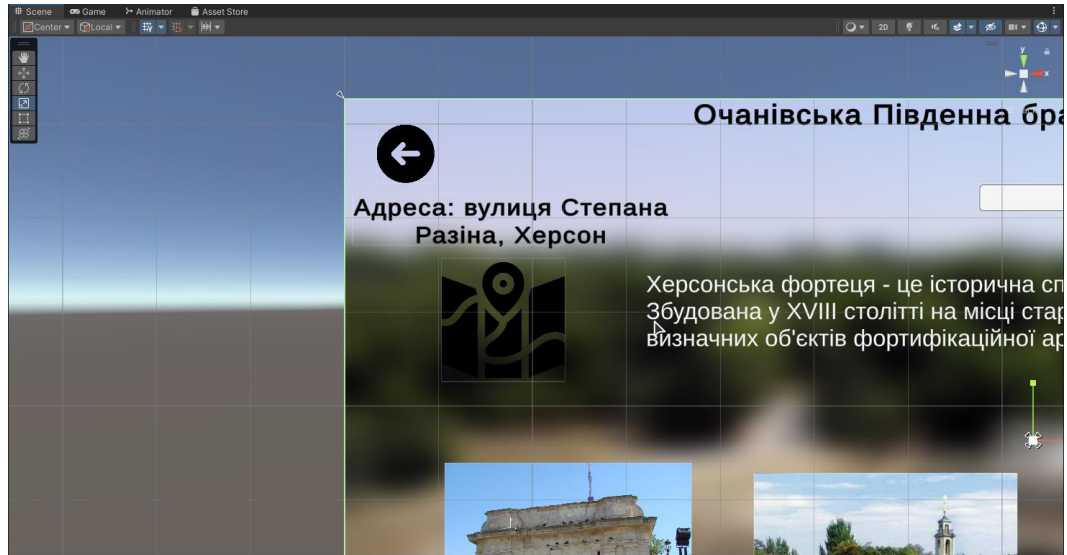 Scene Game Animator Asset Store
Center Local 2D
y
x
Очанівська Південна бра
Адреса: вулиця Степана
Разіна, Херсон
Херсонська фортеця - це історична сп
Збудована у XVIII столітті на місці стар
визначних об'єктів фортифікаційної ар